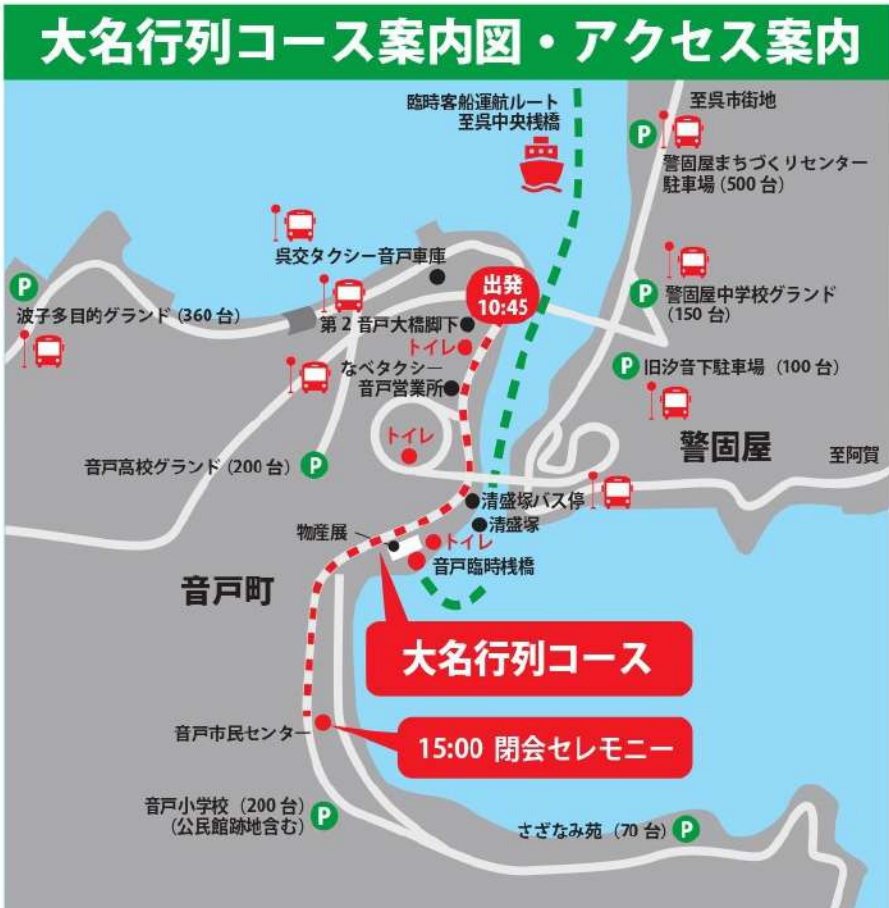 大名行列コース案内図・アクセス案内
臨時客船運航ルート
至呉中央桟橋
至呉市街地
P
警固屋まちづくりセンター
駐車場(500台)
呉交タクシー音戸車庫
出発
10:45
P
波子多目的グランド(360台)
第2音戸大橋脚下
トイレ
P
警固屋中学校グランド
(150台)
なべタクシー
音戸営業所
P
旧汐音下駐車場(100台)
トイレ
音戸高校グランド(200台)
P
警固屋
至阿賀
清盛塚バス停
清盛塚
物産展
トイレ
音戸臨時桟橋
音戸町
大名行列コース
音戸市民センター
15:00 閉会セレモニー
音戸小学校(200台)
(公民館跡地含む)
P
さざなみ苑(70台)
P